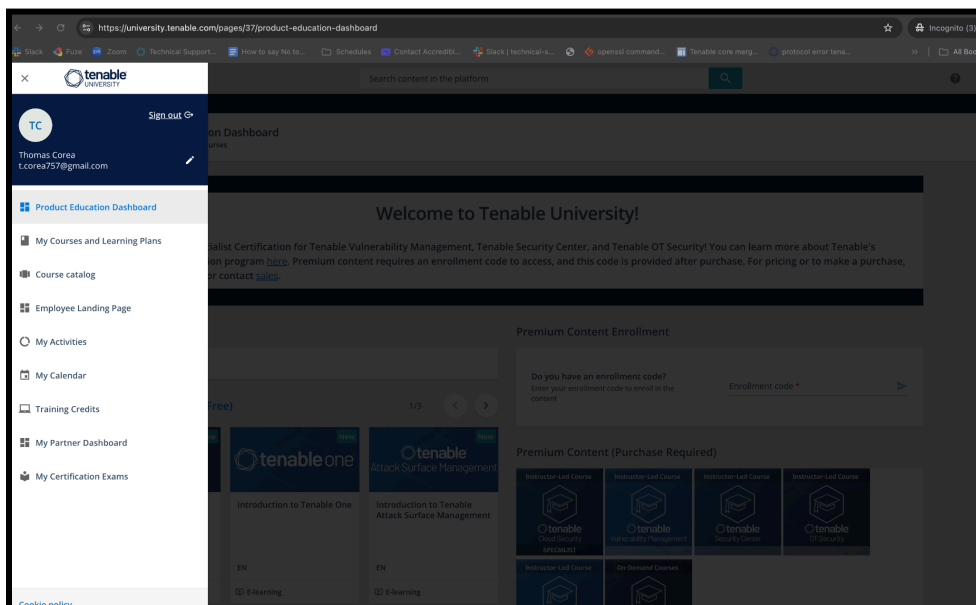 https://university.tenable.com/pages/37/product-education-dashboard
Incognito (3)
Slack
Fuze
Zoom
Technical Support...
How to say No to...
Schedules
Contact Accredibl...
Slack | technical-s...
openssl command...
Tenable core merg...
protocol error tena...
»
All Boo
tenable
UNIVERSITY
Search content in the platform
TC
Sign out
Thomas Corea
t.corea757@gmail.com
on Dashboard
ourses
Product Education Dashboard
My Courses and Learning Plans
Course catalog
Employee Landing Page
My Activities
My Calendar
Training Credits
My Partner Dashboard
My Certification Exams
Cookie policy
Welcome to Tenable University!
cialist Certification for Tenable Vulnerability Management, Tenable Security Center, and Tenable OT Security! You can learn more about Tenable's
ion program here. Premium content requires an enrollment code to access, and this code is provided after purchase. For pricing or to make a purchase,
or contact sales.
Free)
1/3
New
tenable one
Introduction to Tenable One
EN
E-learning
New
tenable
Attack Surface Management
Introduction to Tenable
Attack Surface Management
EN
E-learning
Premium Content Enrollment
Do you have an enrollment code?
Enter your enrollment code to enroll in the
content
Enrollment code *
Premium Content (Purchase Required)
Instructor-Led Course
tenable
Cloud Security
SPECIALIST
Instructor-Led Course
tenable
Vulnerability Management
Instructor-Led Course
tenable
Security Center
Instructor-Led Course
tenable
OT Security
Instructor-Led Course
On-Demand Courses